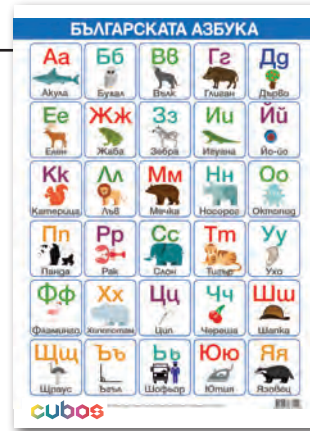 БЪЛГАРСКАТА АЗБУКА
Аа Бб Вв Гг Дд
Акула Бухал Вълк Глиган Дърво
Ее Жж Зз Ии Йй
Елен Жаба Зебра Игуана Йо-йо
Кк Лл Мм Нн Оо
Катерица Лъв Мечка Носорог Октопод
Пп Рр Сс Тт Уу
Панда Рак Слон Тигър Ухо
Фф Хх Цц Чч Шш
Фламинго Хипопотам Цип Череша Шапка
Щщ Ъъ Ьь Юю Яя
Щраус Ъгъл Шофьор Ютия Язовец
cubos